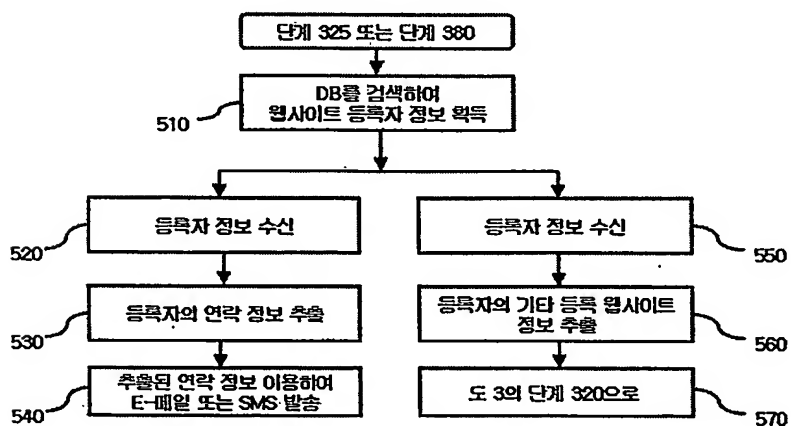 단계 325 또는 단계 380
DB를 검색하여
웹사이트 등록자 정보 획득
510
등록자 정보 수신
520
등록자 정보 수신
550
등록자의 연락 정보 추출
530
등록자의 기타 등록 웹사이트
정보 추출
560
추출된 연락 정보 이용하여
E-메일 또는 SMS 발송
540
도 3의 단계 320으로
570